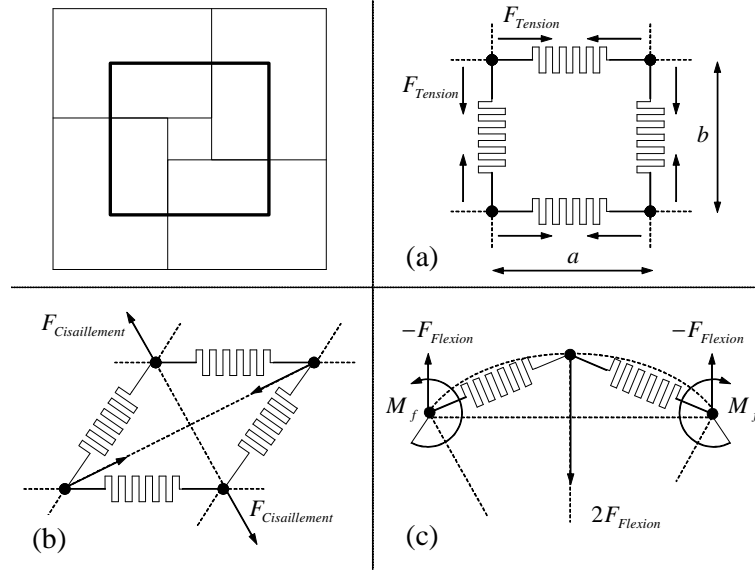 F_Tension
F_Tension
b
a
(a)
F_Cisaillement
F_Cisaillement
(b)
−F_Flexion
−F_Flexion
M_f
M_f
2F_Flexion
(c)